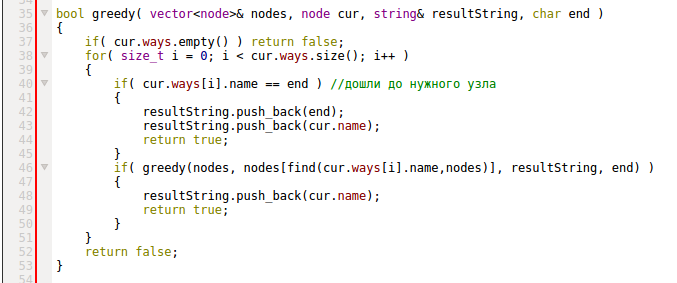 35 bool greedy( vector<node>& nodes, node cur, string& resultString, char end )
36 {
37     if( cur.ways.empty() ) return false;
38     for( size_t i = 0; i < cur.ways.size(); i++ )
39     {
40         if( cur.ways[i].name == end ) //дошли до нужного узла
41         {
42             resultString.push_back(end);
43             resultString.push_back(cur.name);
44             return true;
45         }
46         if( greedy(nodes, nodes[find(cur.ways[i].name,nodes)], resultString, end) )
47         {
48             resultString.push_back(cur.name);
49             return true;
50         }
51     }
52     return false;
53 }
54